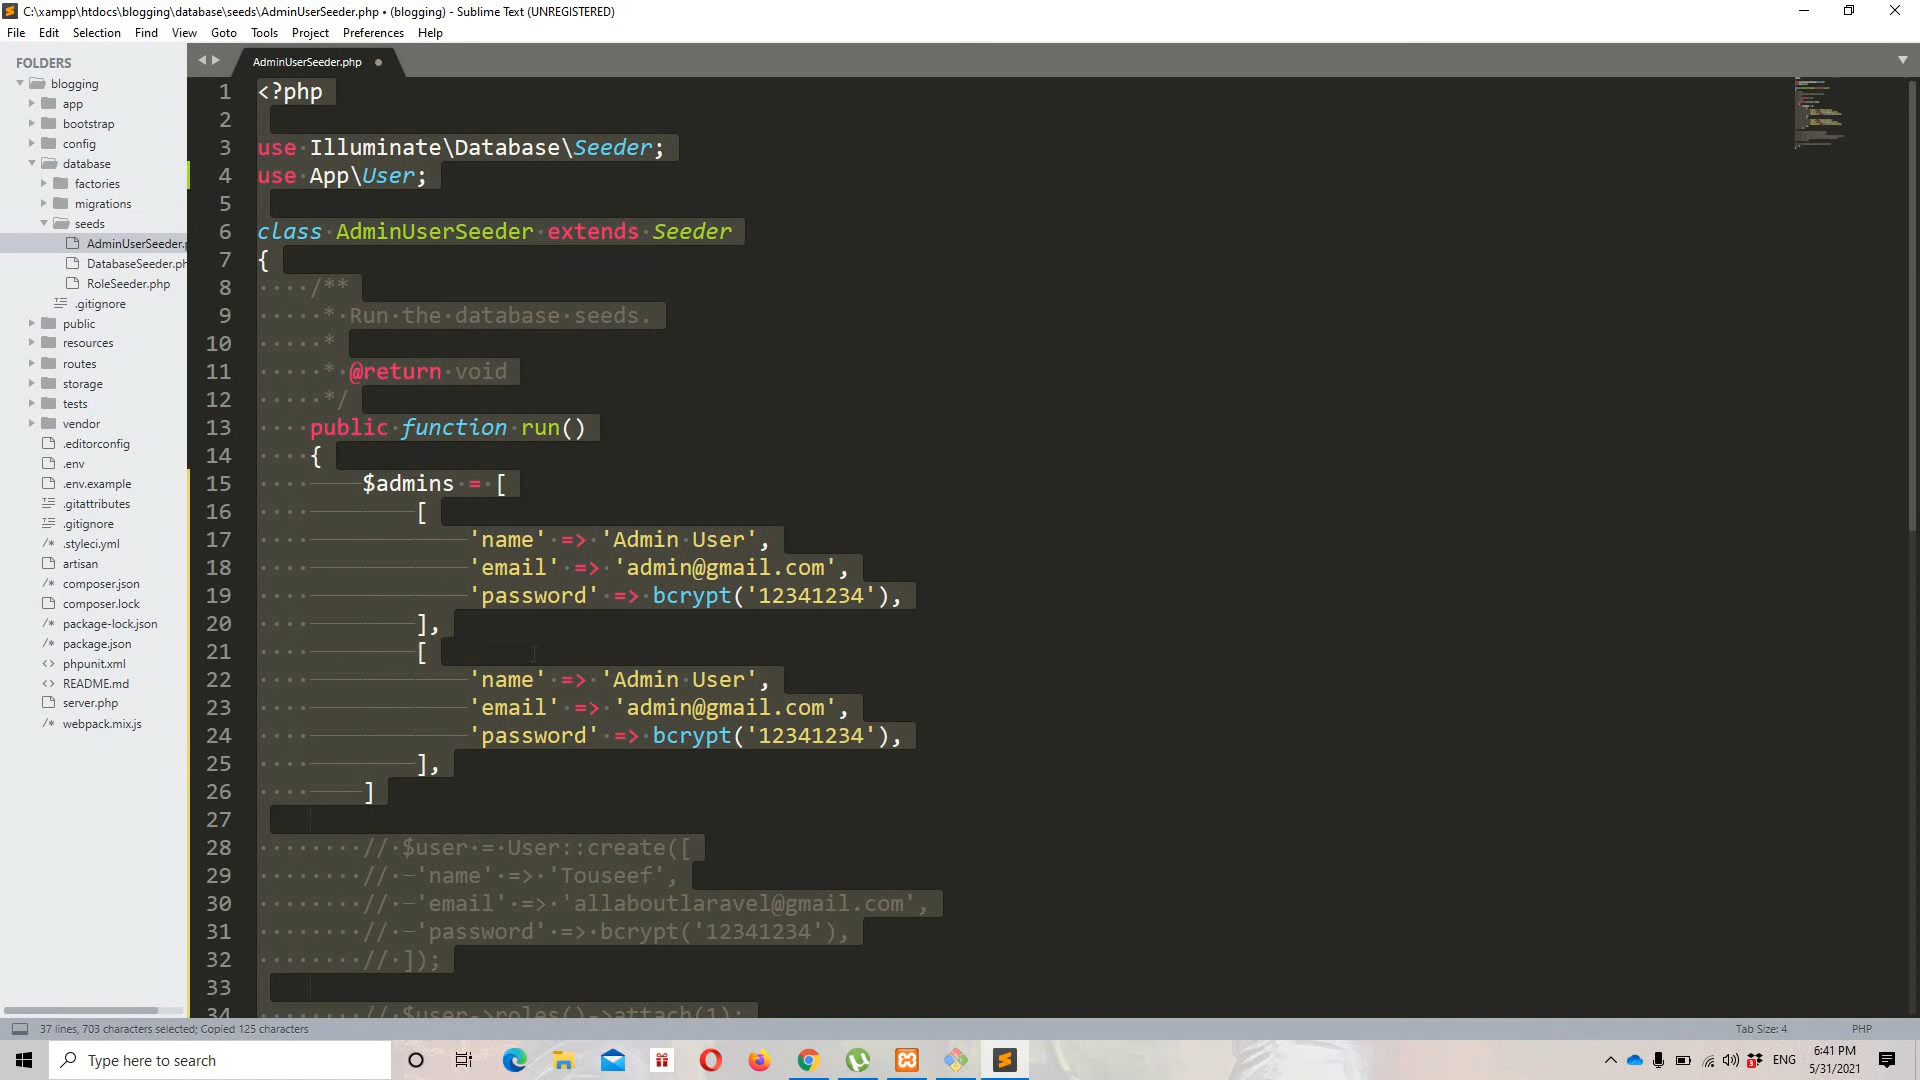 C:\xampp\htdocs\blogging\database\seeds\AdminUserSeeder.php • (blogging) - Sublime Text (UNREGISTERED)
File Edit Selection Find View Goto Tools Project Preferences Help
FOLDERS
blogging
app
bootstrap
config
database
factories
migrations
seeds
AdminUserSeeder.p
DatabaseSeeder.ph
RoleSeeder.php
.gitignore
public
resources
routes
storage
tests
vendor
.editorconfig
.env
.env.example
.gitattributes
.gitignore
.styleci.yml
artisan
composer.json
composer.lock
package-lock.json
package.json
phpunit.xml
README.md
server.php
webpack.mix.js
AdminUserSeeder.php
1 <?php
2
3 use Illuminate\Database\Seeder;
4 use App\User;
5
6 class AdminUserSeeder extends Seeder
7 {
8 /**
9 * Run the database seeds.
10 *
11 * @return void
12 */
13 public function run()
14 {
15 $admins = [
16 [
17 'name' => 'Admin User',
18 'email' => 'admin@gmail.com',
19 'password' => bcrypt('12341234'),
20 ],
21 [
22 'name' => 'Admin User',
23 'email' => 'admin@gmail.com',
24 'password' => bcrypt('12341234'),
25 ],
26 ]
27
28 // $user = User::create([
29 // 'name' => 'Touseef',
30 // 'email' => 'allaboutlaravel@gmail.com',
31 // 'password' => bcrypt('12341234'),
32 // ]);
33
34 // $user->roles()->attach(1);
37 lines, 703 characters selected; Copied 125 characters
Tab Size: 4
PHP
Type here to search
ENG
6:41 PM
5/31/2021